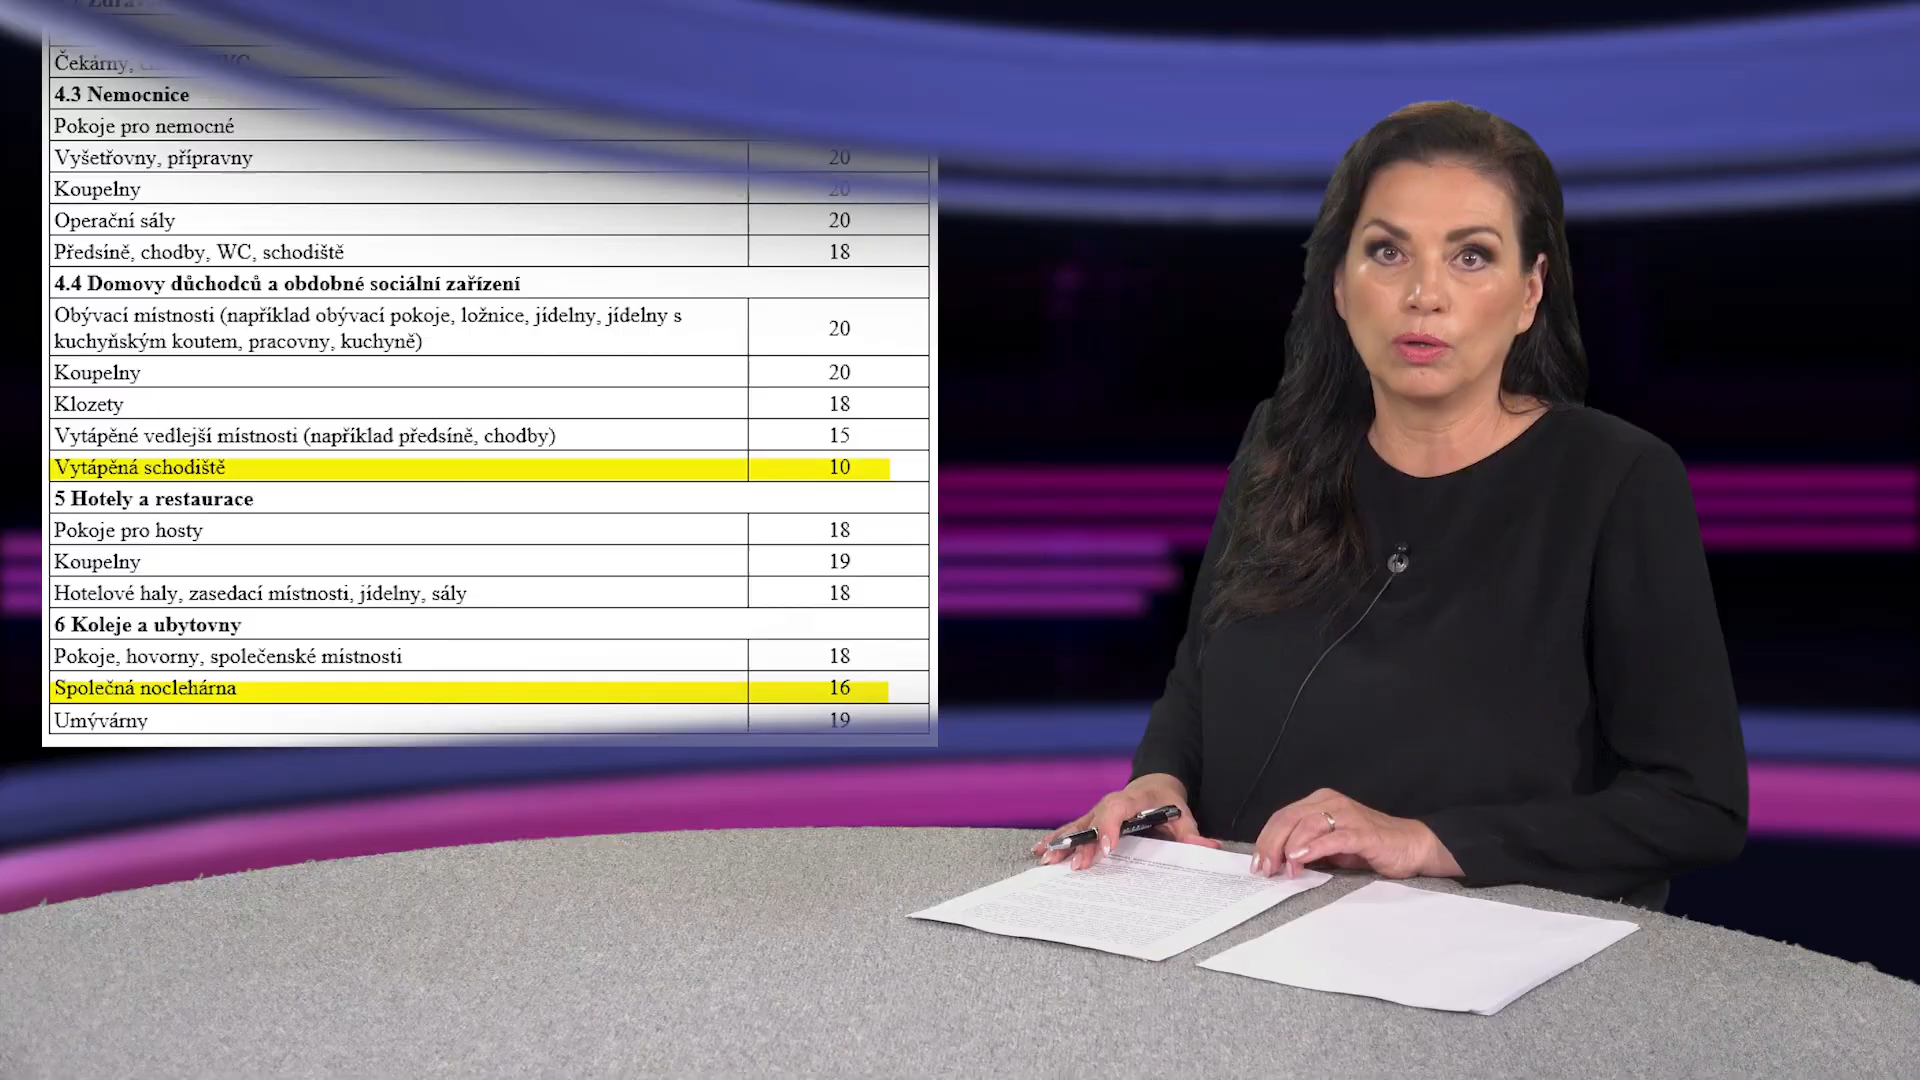 Čekárny,
4.3 Nemocnice
Pokoje pro nemocné
Vyšetřovny, přípravny 20
Koupelny 20
Operační sály 20
Předsíně, chodby, WC, schodiště 18
4.4 Domovy důchodců a obdobné sociální zařízení
Obývací místnosti (například obývací pokoje, ložnice, jídelny, jídelny s
kuchyňským koutem, pracovny, kuchyně) 20
Koupelny 20
Klozety 18
Vytápěné vedlejší místnosti (například předsíně, chodby) 15
Vytápěná schodiště 10
5 Hotely a restaurace
Pokoje pro hosty 18
Koupelny 19
Hotelové haly, zasedací místnosti, jídelny, sály 18
6 Koleje a ubytovny
Pokoje, hovorny, společenské místnosti 18
Společná noclehárna 16
Umývárny 19